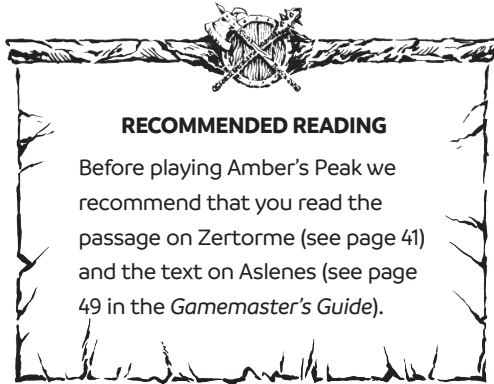 RECOMMENDED READING
Before playing Amber’s Peak we
recommend that you read the
passage on Zertorme (see page 41)
and the text on Aslenes (see page
49 in the Gamemaster’s Guide).